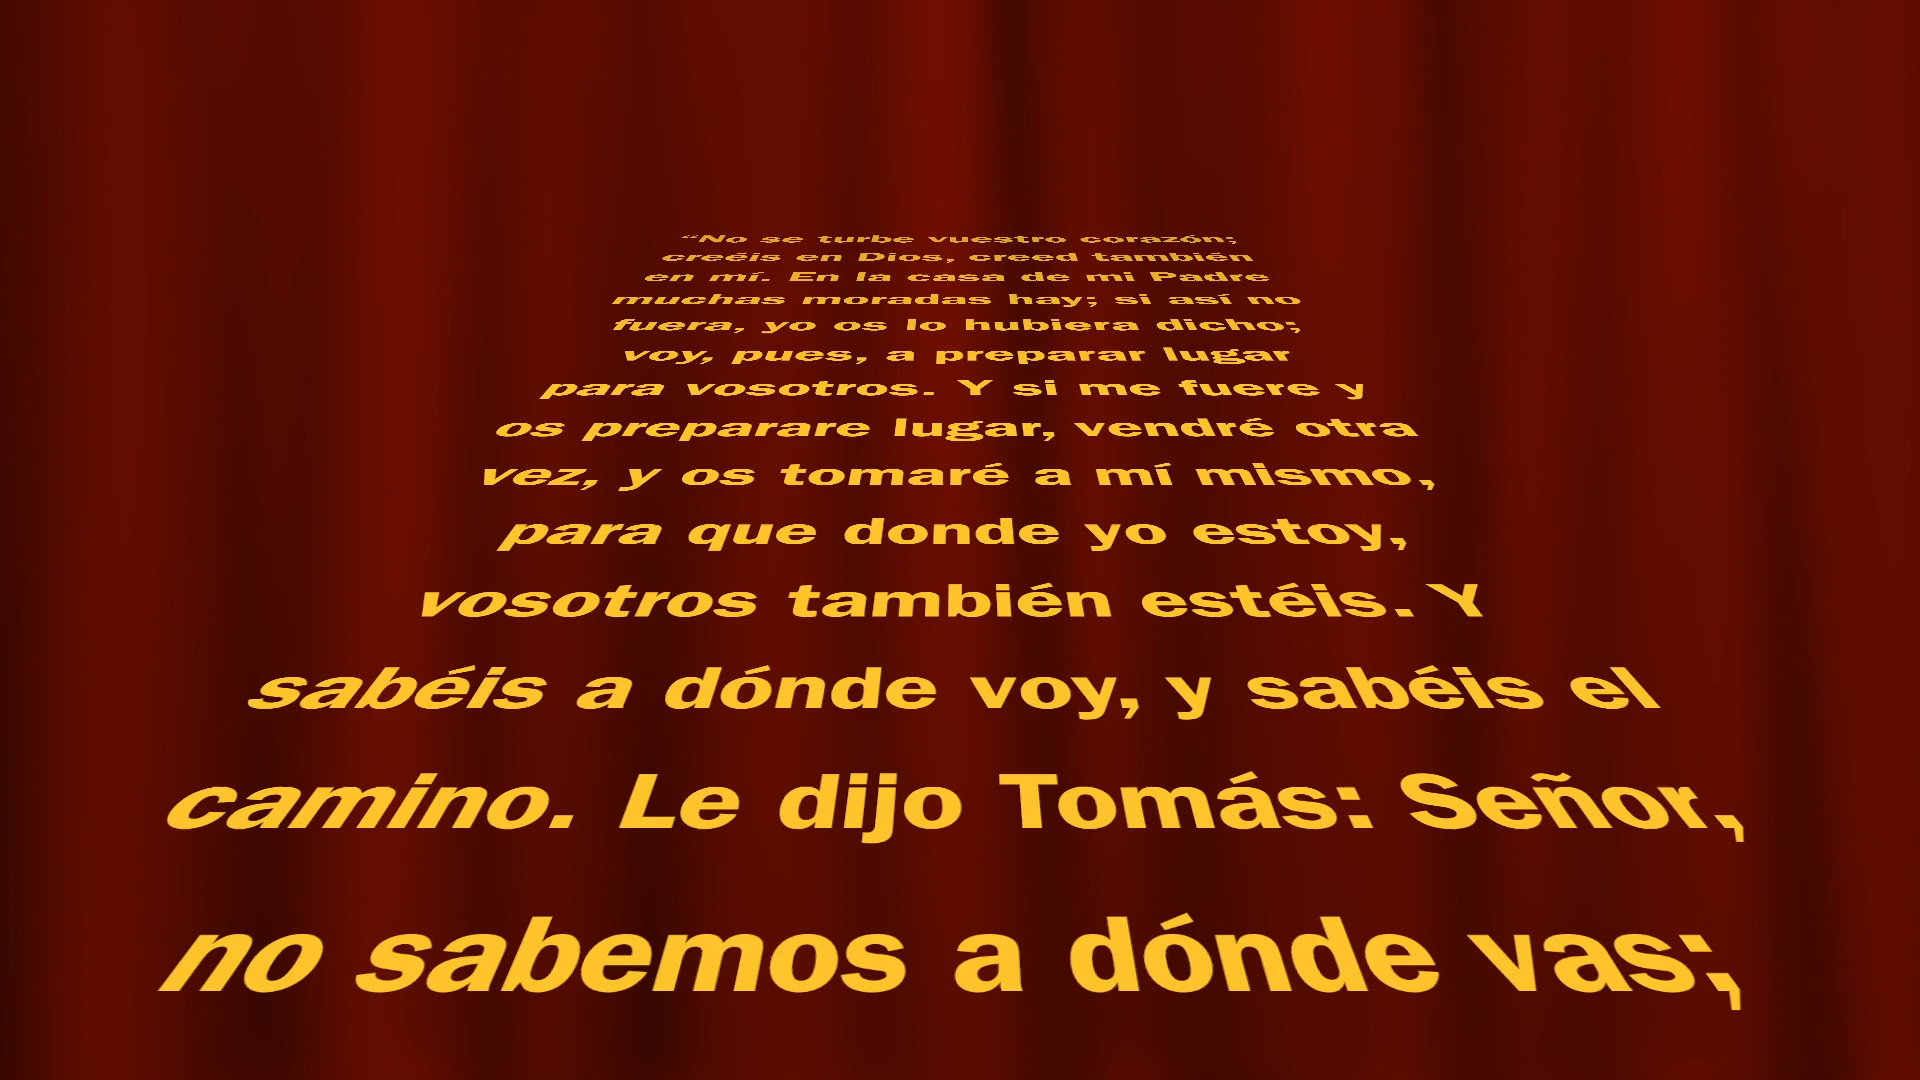 “No se turbe vuestro corazón;
creéis en Dios, creed también
en mí. En la casa de mi Padre
muchas moradas hay; si así no
fuera, yo os lo hubiera dicho;
voy, pues, a preparar lugar
para vosotros. Y si me fuere y
os preparare lugar, vendré otra
vez, y os tomaré a mí mismo,
para que donde yo estoy,
vosotros también estéis. Y
sabéis a dónde voy, y sabéis el
camino. Le dijo Tomás: Señor,
no sabemos a dónde vas;